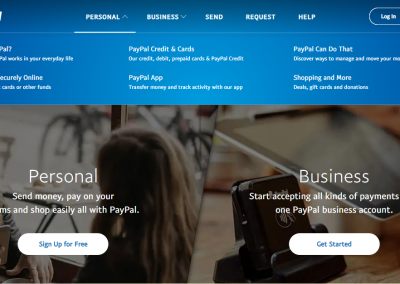 PERSONAL BUSINESS SEND REQUEST HELP Log In
Pal? PayPal Credit & Cards PayPal Can Do That
Pal works in your everyday life Our credit, debit, prepaid cards & PayPal Credit Discover ways to manage and move your mo
ecurely Online PayPal App Shopping and More
cards or other funds Transfer money and track activity with our app Deals, gift cards and donations
Personal
Send money, pay on your
ms and shop easily all with PayPal.
Sign Up for Free
Business
Start accepting all kinds of payments
one PayPal business account.
Get Started